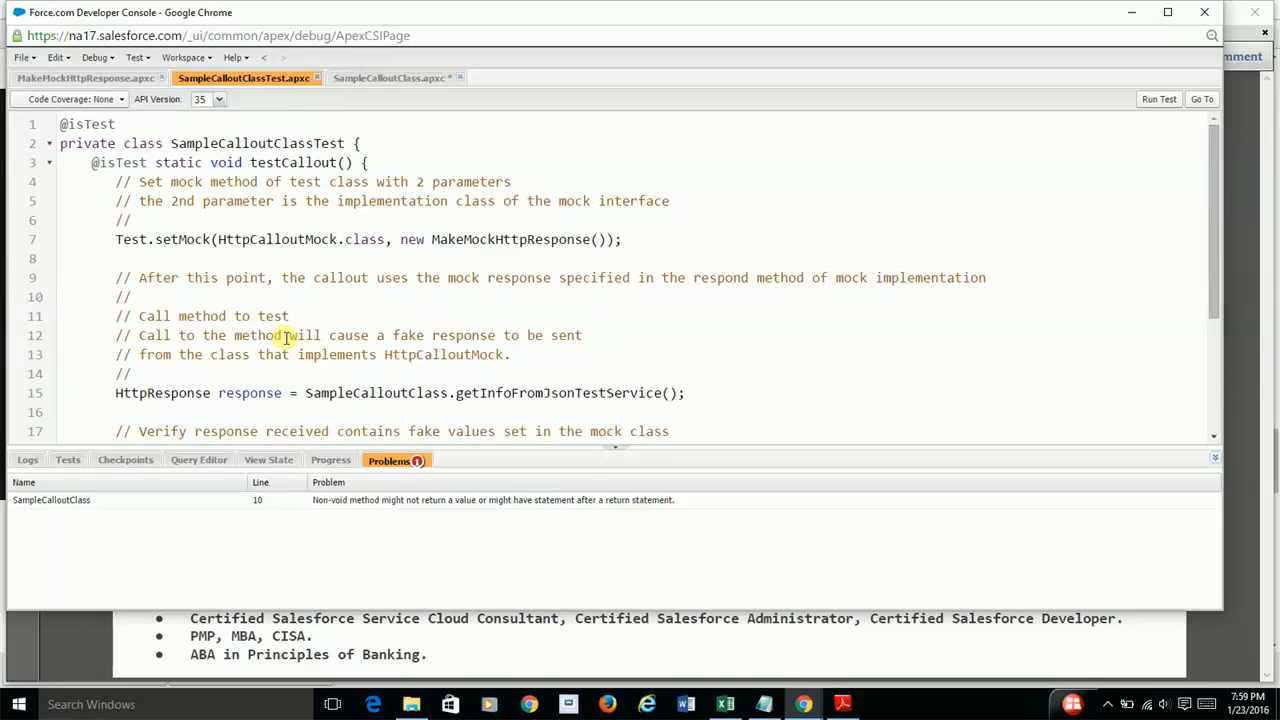 Force.com Developer Console - Google Chrome
https://na17.salesforce.com/_ui/common/apex/debug/ApexCSIPage
File Edit Debug Test Workspace Help < >
MakeMockHttpResponse.apxc SampleCalloutClassTest.apxc SampleCalloutClass.apxc *
mment
Code Coverage: None API Version: 35 Run Test Go To
1 @isTest
2 private class SampleCalloutClassTest {
3 @isTest static void testCallout() {
4 // Set mock method of test class with 2 parameters
5 // the 2nd parameter is the implementation class of the mock interface
6 //
7 Test.setMock(HttpCalloutMock.class, new MakeMockHttpResponse());
8
9 // After this point, the callout uses the mock response specified in the respond method of mock implementation
10 //
11 // Call method to test
12 // Call to the method will cause a fake response to be sent
13 // from the class that implements HttpCalloutMock.
14 //
15 HttpResponse response = SampleCalloutClass.getInfoFromJsonTestService();
16
17 // Verify response received contains fake values set in the mock class
Logs Tests Checkpoints Query Editor View State Progress Problems 1
Name Line Problem
SampleCalloutClass 10 Non-void method might not return a value or might have statement after a return statement.
• Certified Salesforce Service Cloud Consultant, Certified Salesforce Administrator, Certified Salesforce Developer.
• PMP, MBA, CISA.
• ABA in Principles of Banking.
Search Windows
7:59 PM
1/23/2016